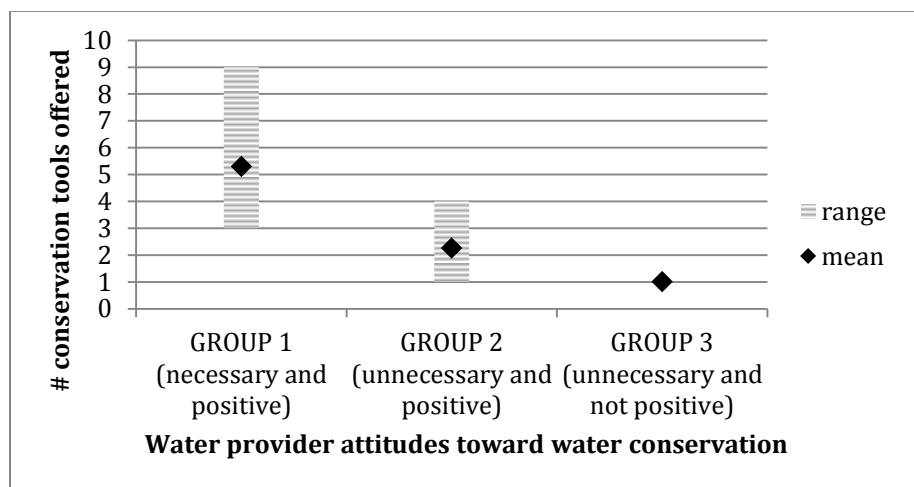 # conservation tools offered
10
9
8
7
6
5
4
3
2
1
0
GROUP 1
(necessary and
positive)
GROUP 2
(unnecessary and
positive)
GROUP 3
(unnecessary and
not positive)
Water provider attitudes toward water conservation
range
mean